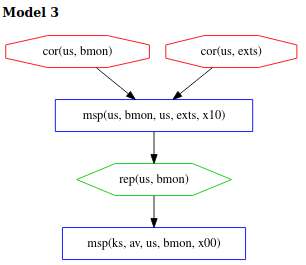 Model 3
cor(us, bmon) cor(us, exts)
msp(us, bmon, us, exts, x10)
rep(us, bmon)
msp(ks, av, us, bmon, x00)